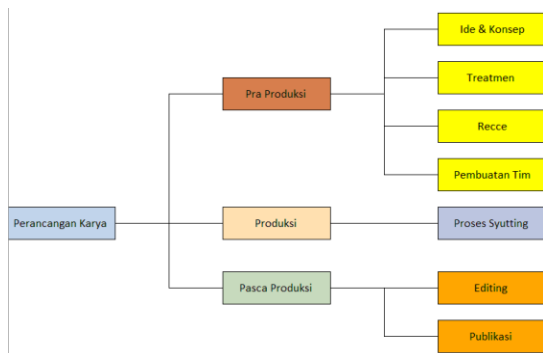 Ide & Konsep
Treatmen
Pra Produksi
Recce
Pembuatan Tim
Perancangan Karya
Produksi
Proses Syutting
Pasca Produksi
Editing
Publikasi